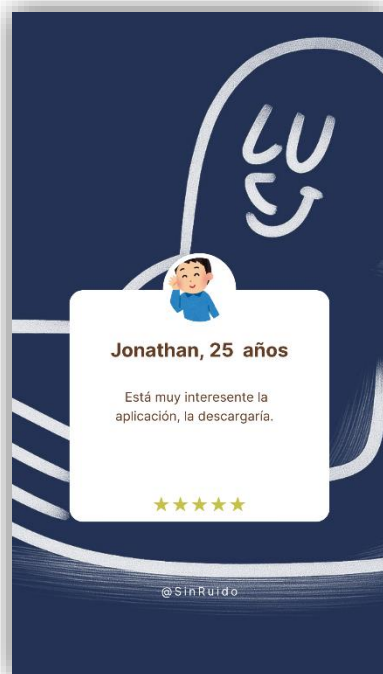 Jonathan, 25 años
Está muy interesente la
aplicación, la descargaría.
@SinRuido